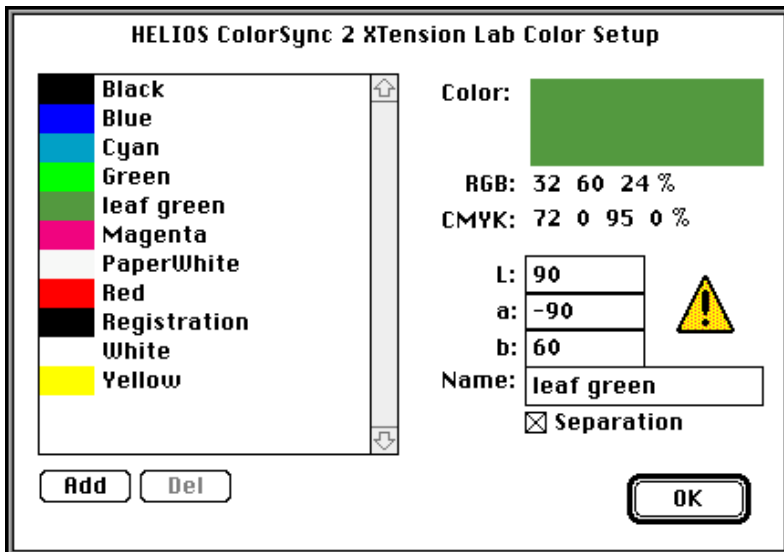 HELIOS ColorSync 2 XTension Lab Color Setup
Black
Blue
Cyan
Green
leaf green
Magenta
PaperWhite
Red
Registration
White
Yellow
Add
Del
Color:
RGB: 32 60 24 %
CMYK: 72 0 95 0 %
L: 90
a: -90
b: 60
Name: leaf green
Separation
OK